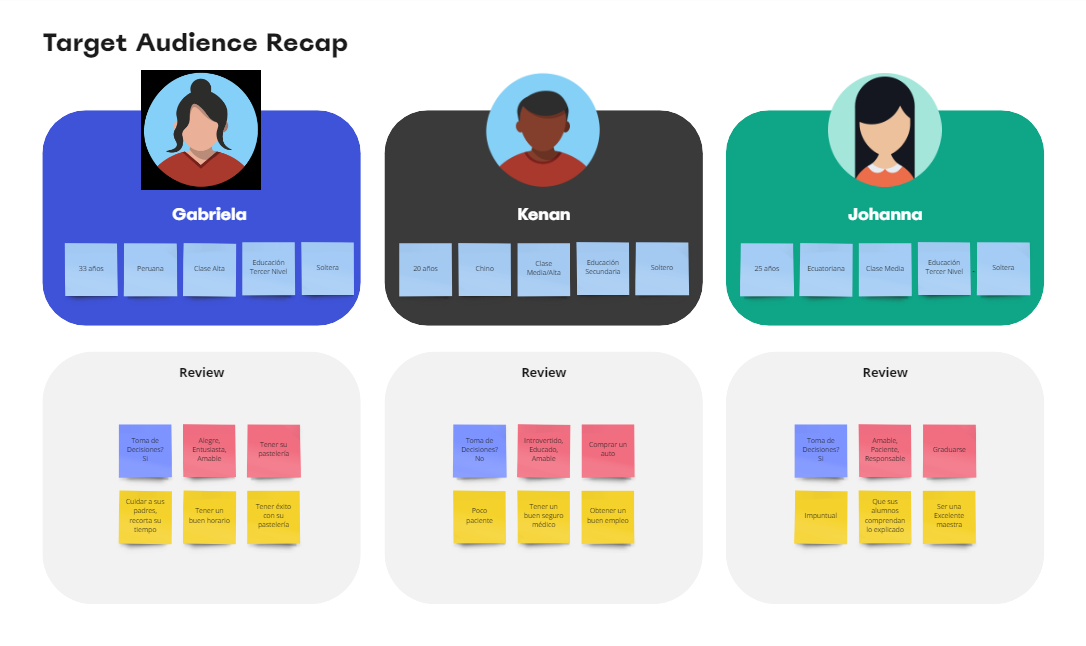 Target Audience Recap
Gabriela
33 años
Peruana
Clase Alta
Educación
Tercer Nivel
Soltera
Kenan
20 años
Chino
Clase
Media/Alta
Educación
Secundaria
Soltero
Johanna
25 años
Ecuatoriana
Clase Media
Educación
Tercer Nivel
Soltera
Review
Toma de
Decisiones?
Si
Alegre,
Entusiasta,
Amable
Tener su
pastelería
Cuidar a sus
padres,
recorta su
tiempo
Tener un
buen horario
Tener éxito
con su
pastelería
Review
Toma de
Decisiones?
No
Introvertido,
Educado,
Amable
Comprar un
auto
Poco
paciente
Tener un
buen seguro
médico
Obtener un
buen empleo
Review
Toma de
Decisiones?
Si
Amable,
Paciente,
Responsable
Graduarse
Impuntual
Que sus
alumnos
comprendan
lo explicado
Ser una
Excelente
maestra